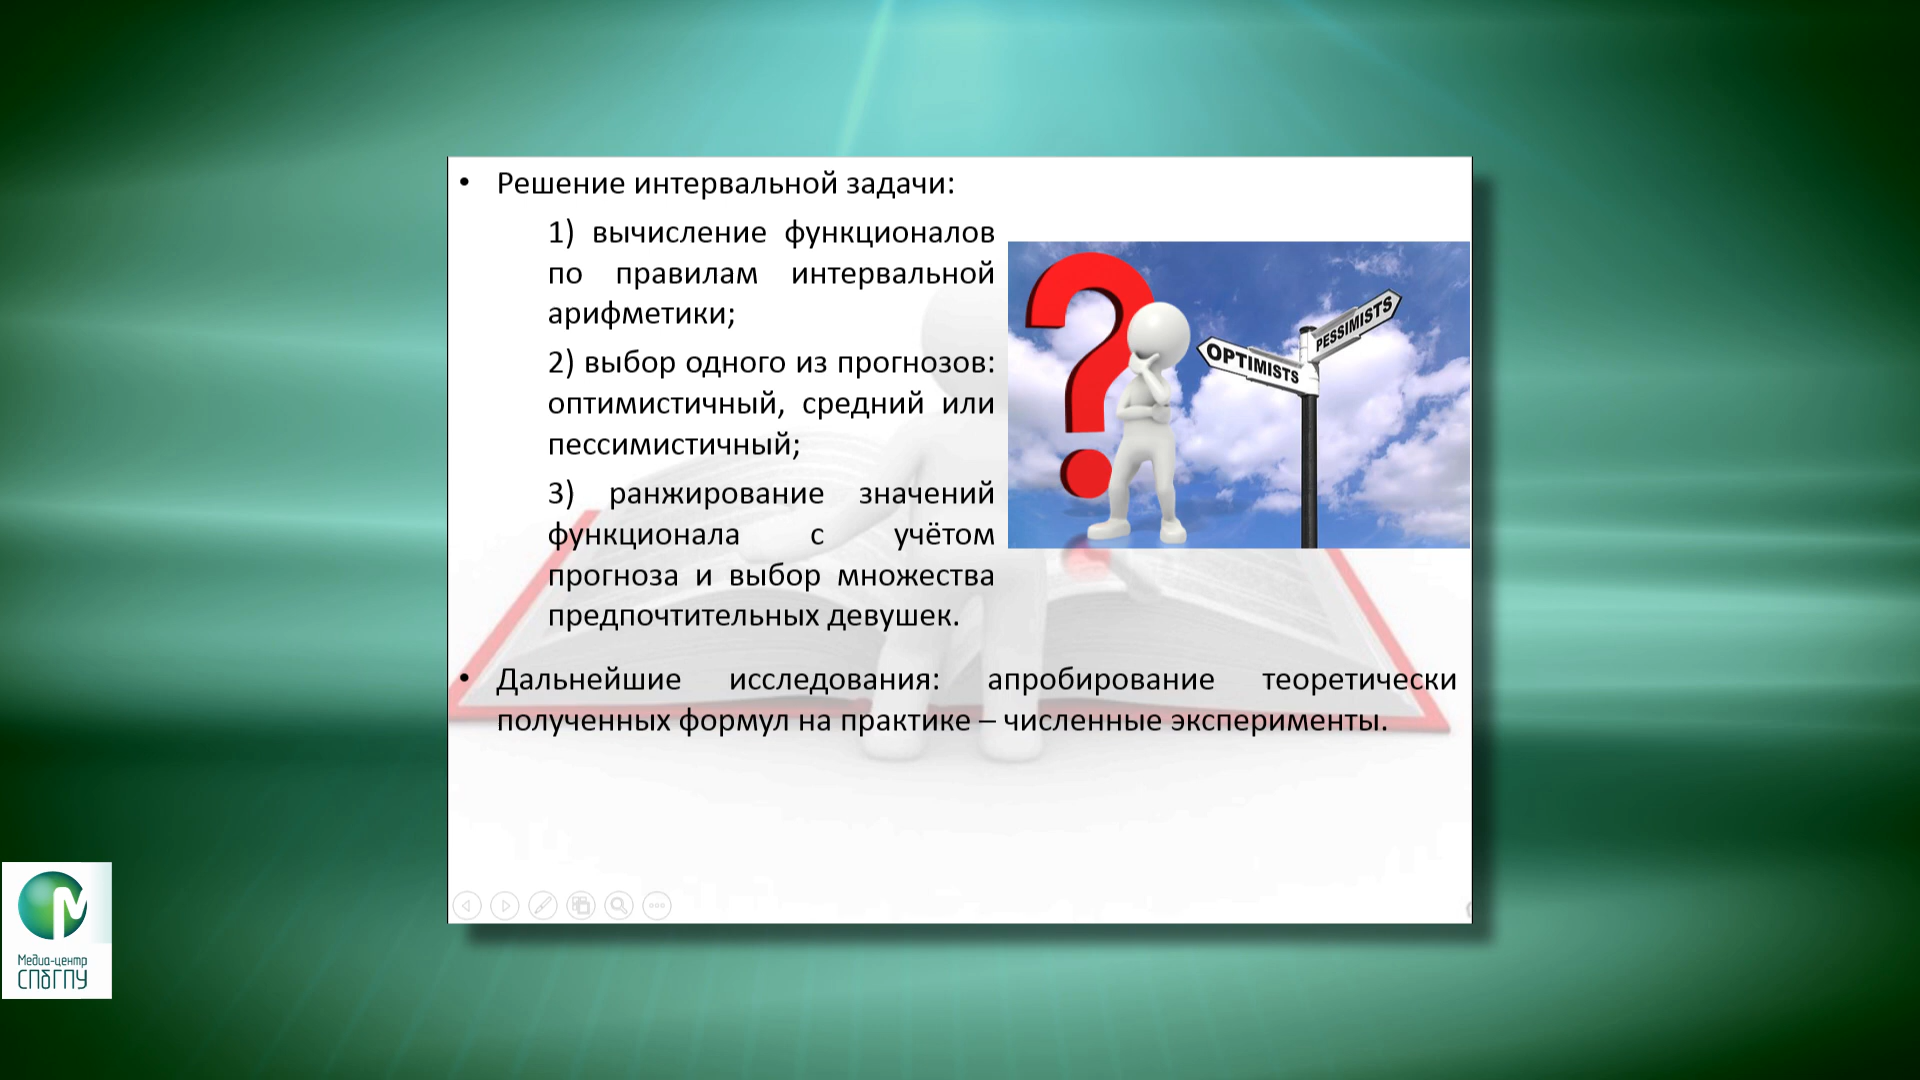 • Решение интервальной задачи:
1) вычисление функционалов
по правилам интервальной
арифметики;
2) выбор одного из прогнозов:
оптимистичный, средний или
пессимистичный;
3) ранжирование значений
функционала с учётом
прогноза и выбор множества
предпочтительных девушек.
OPTIMISTS
PESSIMISTS
• Дальнейшие исследования: апробирование теоретически
полученных формул на практике – численные эксперименты.
Медиа-центр
СПбГПУ